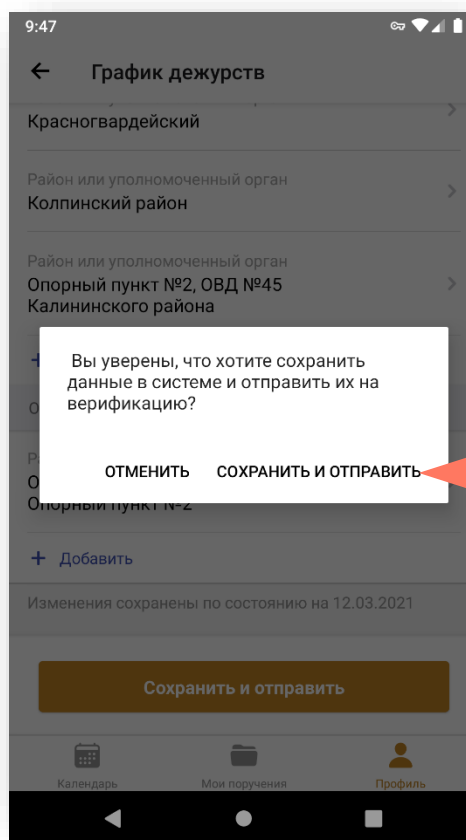 9:47
График дежурств
Красногвардейский
Район или уполномоченный орган
Колпинский район
Район или уполномоченный орган
Опорный пункт №2, ОВД №45
Калининского района
Вы уверены, что хотите сохранить
данные в системе и отправить их на
верификацию?
ОТМЕНИТЬ СОХРАНИТЬ И ОТПРАВИТЬ
Опорный пункт №2
+ Добавить
Изменения сохранены по состоянию на 12.03.2021
Сохранить и отправить
Календарь Мои поручения Профиль